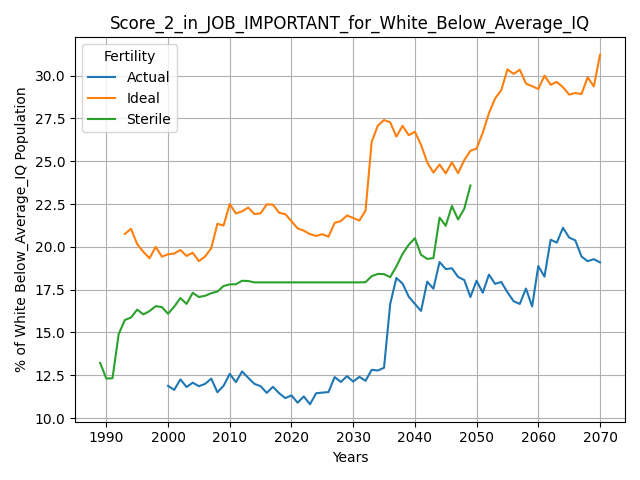 Score_2_in_JOB_IMPORTANT_for_White_Below_Average_IQ
Fertility
Actual
Ideal
Sterile
% of White Below_Average_IQ Population
30.0
27.5
25.0
22.5
20.0
17.5
15.0
12.5
10.0
1990 2000 2010 2020 2030 2040 2050 2060 2070
Years